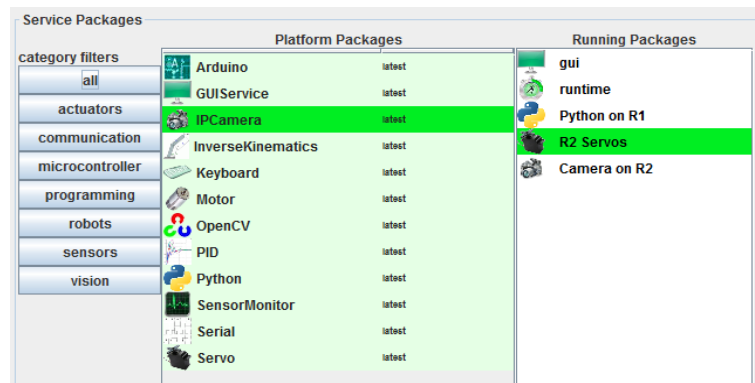 Service Packages
Platform Packages
Running Packages
category filters
all
actuators
communication
microcontroller
programming
robots
sensors
vision
Arduino latest
GUIService latest
IPCamera latest
InverseKinematics latest
Keyboard latest
Motor latest
OpenCV latest
PID latest
Python latest
SensorMonitor latest
Serial latest
Servo latest
gui
runtime
Python on R1
R2 Servos
Camera on R2